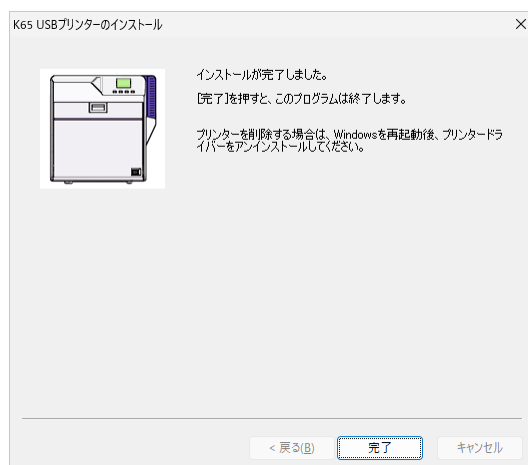 K65 USBプリンターのインストール
インストールが完了しました。
[完了]を押すと、このプログラムは終了します。
プリンターを削除する場合は、Windowsを再起動後、プリンタードラ
イバーをアンインストールしてください。
< 戻る(B)
完了
キャンセル